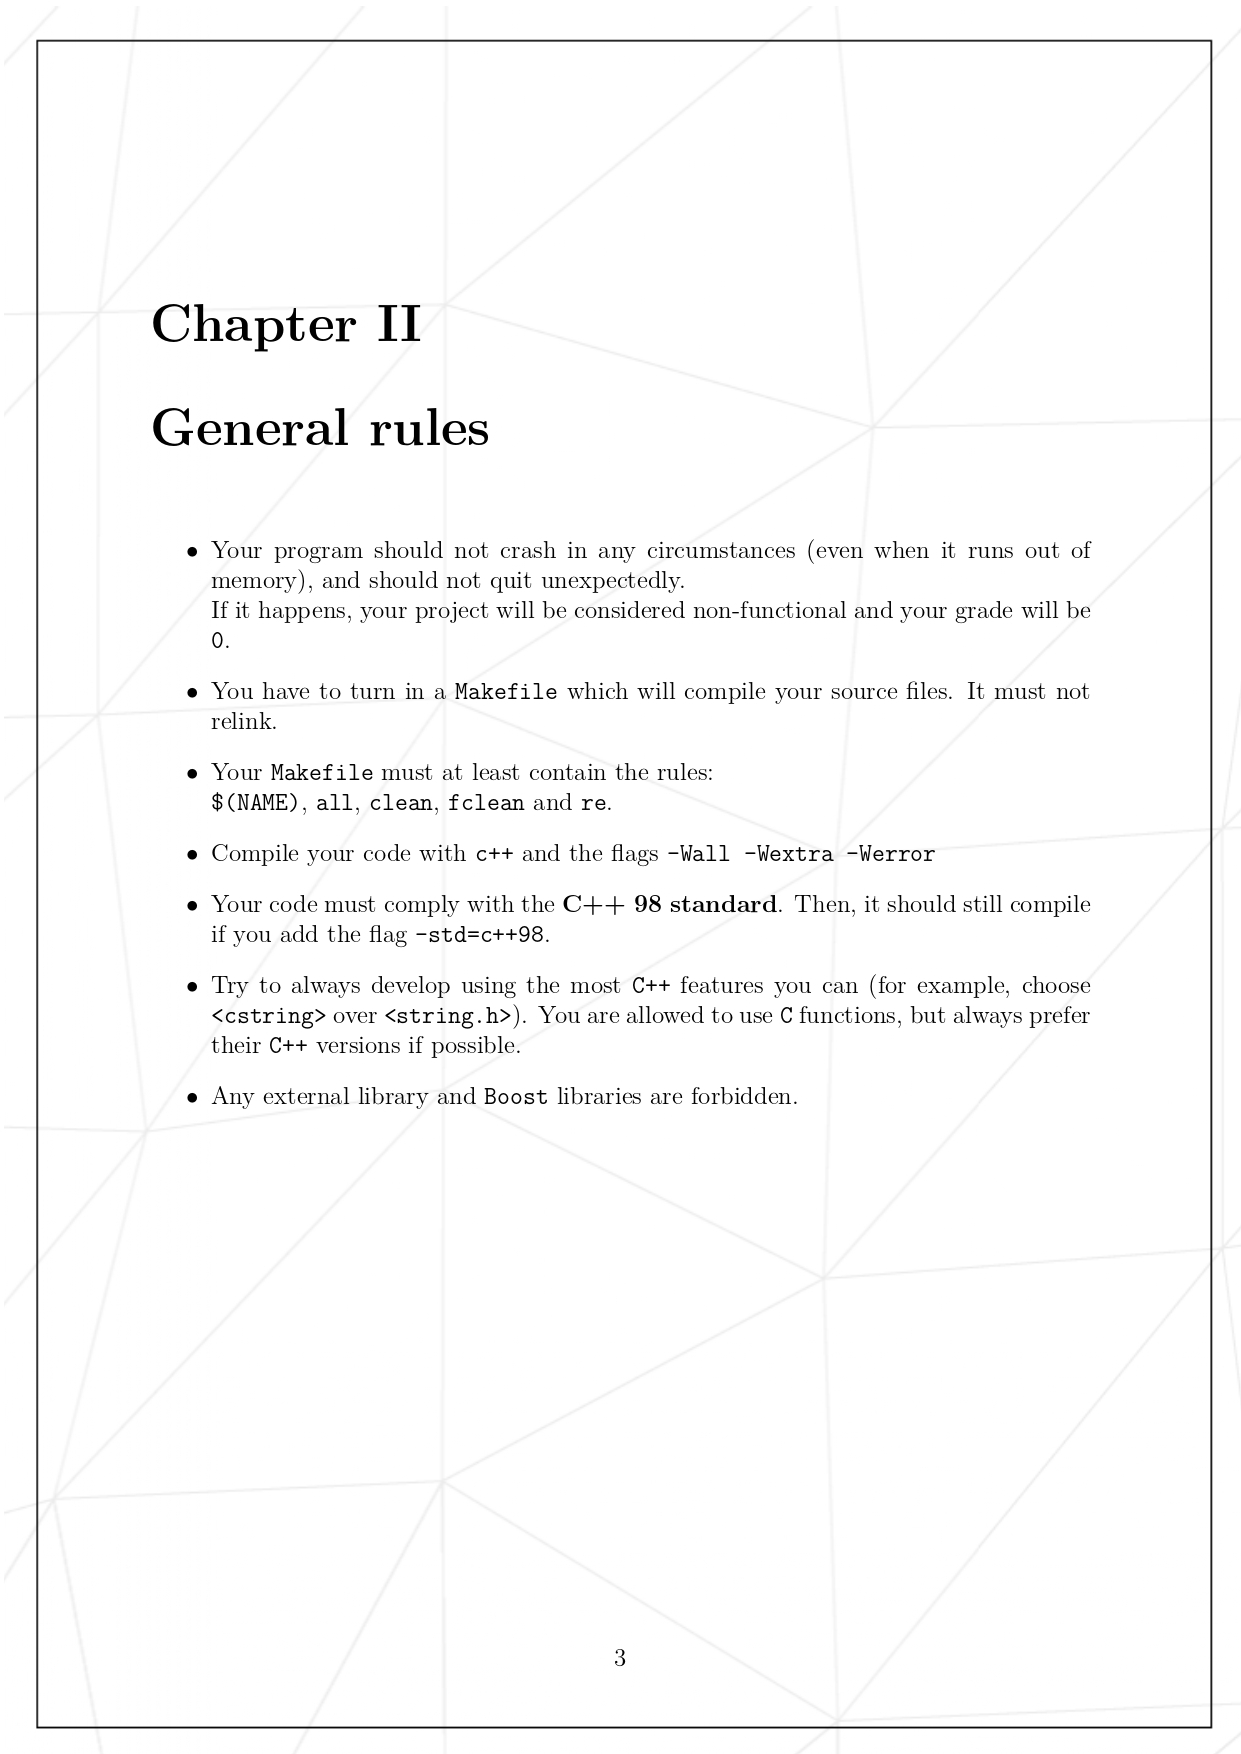 Chapter II
General rules
• Your program should not crash in any circumstances (even when it runs out of
memory), and should not quit unexpectedly.
If it happens, your project will be considered non-functional and your grade will be
0.
• You have to turn in a Makefile which will compile your source files. It must not
relink.
• Your Makefile must at least contain the rules:
$(NAME), all, clean, fclean and re.
• Compile your code with c++ and the flags -Wall -Wextra -Werror
• Your code must comply with the C++ 98 standard. Then, it should still compile
if you add the flag -std=c++98.
• Try to always develop using the most C++ features you can (for example, choose
<cstring> over <string.h>). You are allowed to use C functions, but always prefer
their C++ versions if possible.
• Any external library and Boost libraries are forbidden.
3